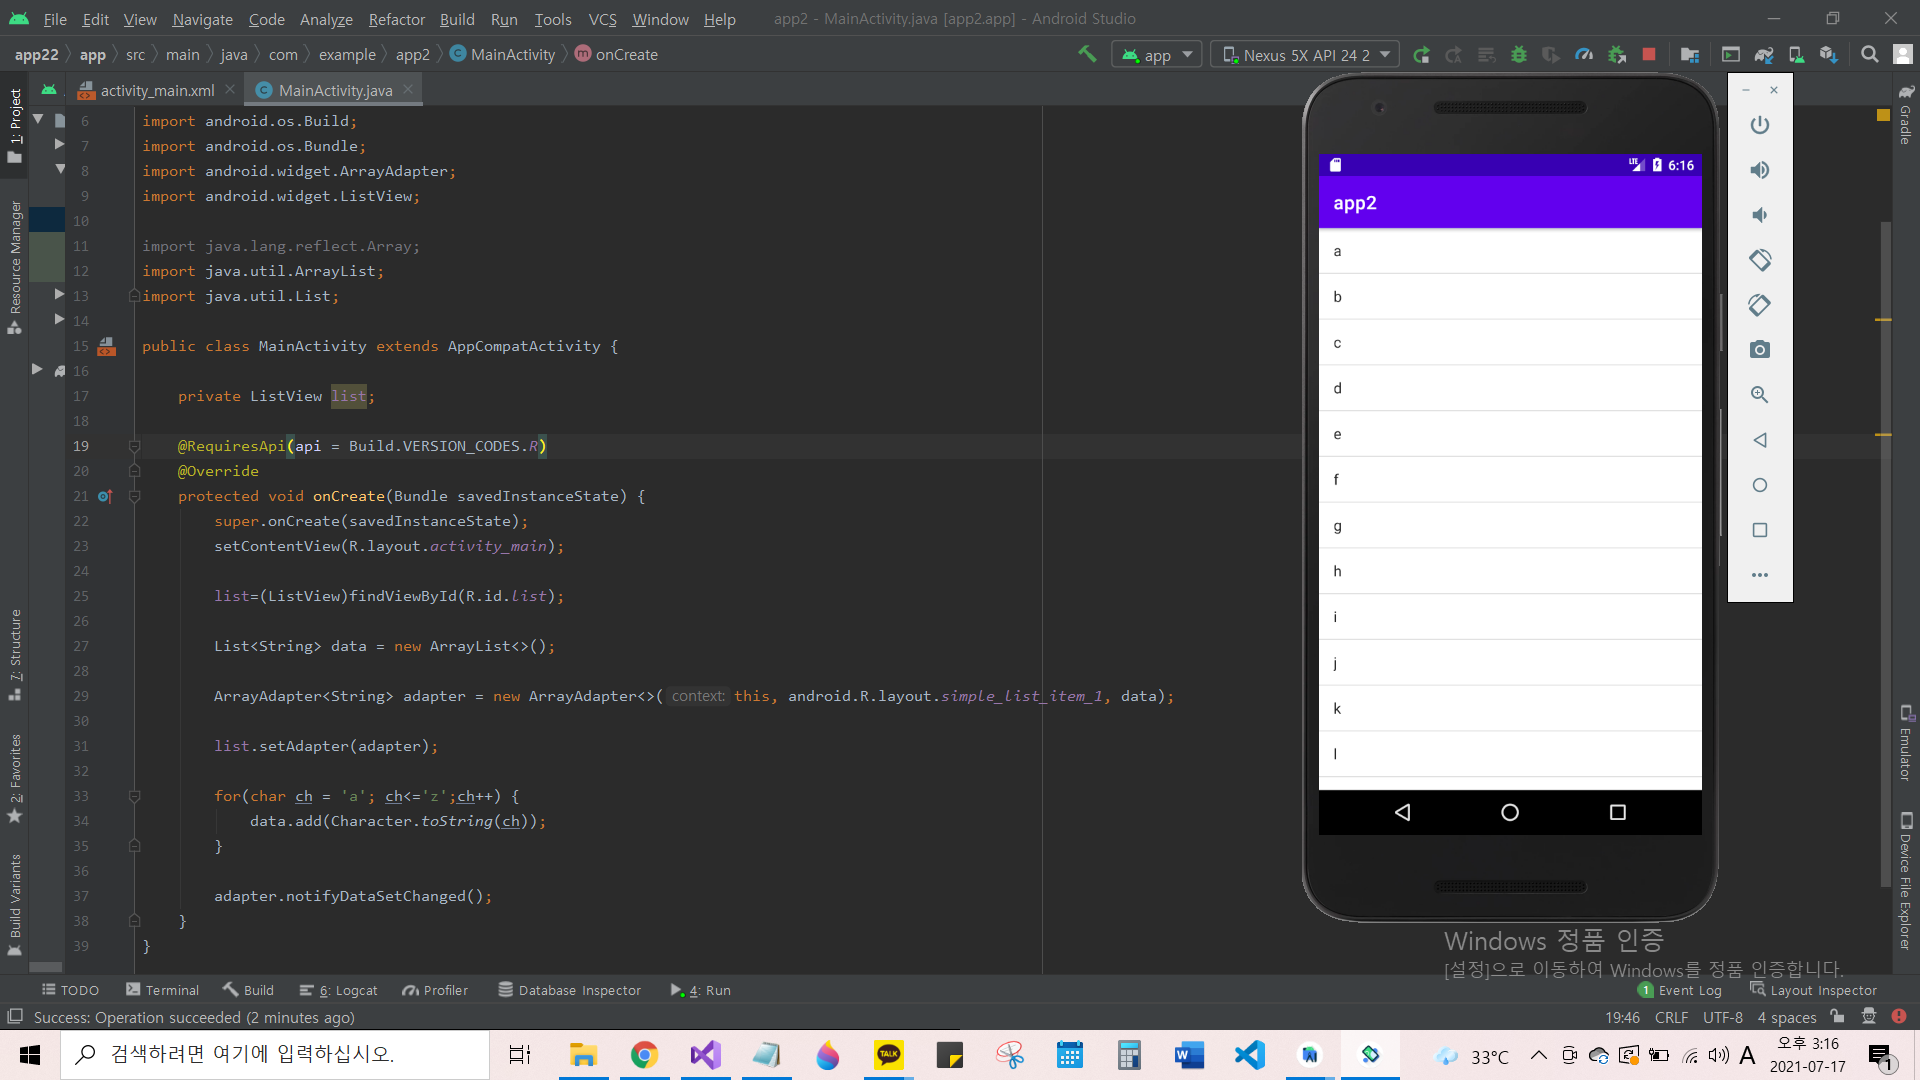 File Edit View Navigate Code Analyze Refactor Build Run Tools VCS Window Help app2 - MainActivity.java [app2.app] - Android Studio
app22 app src main java com example app2 MainActivity onCreate app Nexus 5X API 24 2
activity_main.xml MainActivity.java
1: Project
Resource Manager
7: Structure
2: Favorites
Build Variants
6 import android.os.Build;
7 import android.os.Bundle;
8 import android.widget.ArrayAdapter;
9 import android.widget.ListView;
10
11 import java.lang.reflect.Array;
12 import java.util.ArrayList;
13 import java.util.List;
14
15 public class MainActivity extends AppCompatActivity {
16
17 private ListView list;
18
19 @RequiresApi(api = Build.VERSION_CODES.R)
20 @Override
21 protected void onCreate(Bundle savedInstanceState) {
22 super.onCreate(savedInstanceState);
23 setContentView(R.layout.activity_main);
24
25 list=(ListView)findViewById(R.id.list);
26
27 List<String> data = new ArrayList<>();
28
29 ArrayAdapter<String> adapter = new ArrayAdapter<>( context: this, android.R.layout.simple_list_item_1, data);
30
31 list.setAdapter(adapter);
32
33 for(char ch = 'a'; ch<='z';ch++) {
34 data.add(Character.toString(ch));
35 }
36
37 adapter.notifyDataSetChanged();
38 }
39 }
LTE 6:16
app2
a
b
c
d
e
f
g
h
i
j
k
l
Gradle
Emulator
Device File Explorer
Windows 정품 인증
[설정]으로 이동하여 Windows를 정품 인증합니다.
TODO Terminal Build 6: Logcat Profiler Database Inspector 4: Run 1 Event Log Layout Inspector
Success: Operation succeeded (2 minutes ago) 19:46 CRLF UTF-8 4 spaces
검색하려면 여기에 입력하십시오. TALK 33°C A 오후 3:16
2021-07-17 1